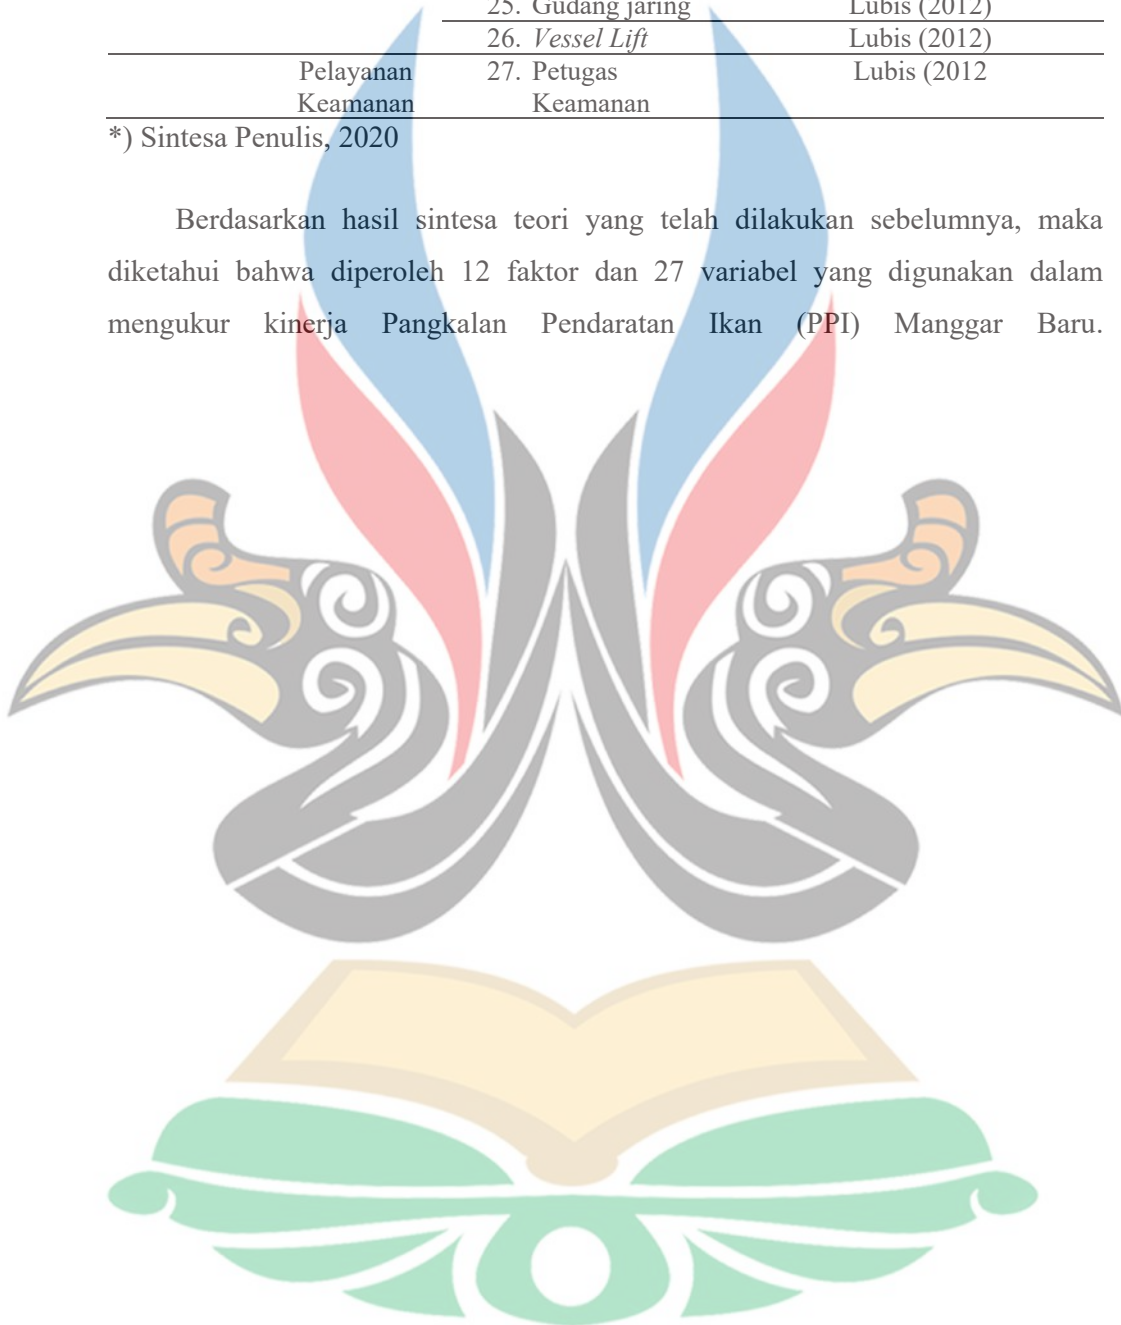 25. Gudang jaring Lubis (2012)
26. Vessel Lift Lubis (2012)
Pelayanan 27. Petugas Lubis (2012
Keamanan Keamanan
*) Sintesa Penulis, 2020
Berdasarkan hasil sintesa teori yang telah dilakukan sebelumnya, maka
diketahui bahwa diperoleh 12 faktor dan 27 variabel yang digunakan dalam
mengukur kinerja Pangkalan Pendaratan Ikan (PPI) Manggar Baru.